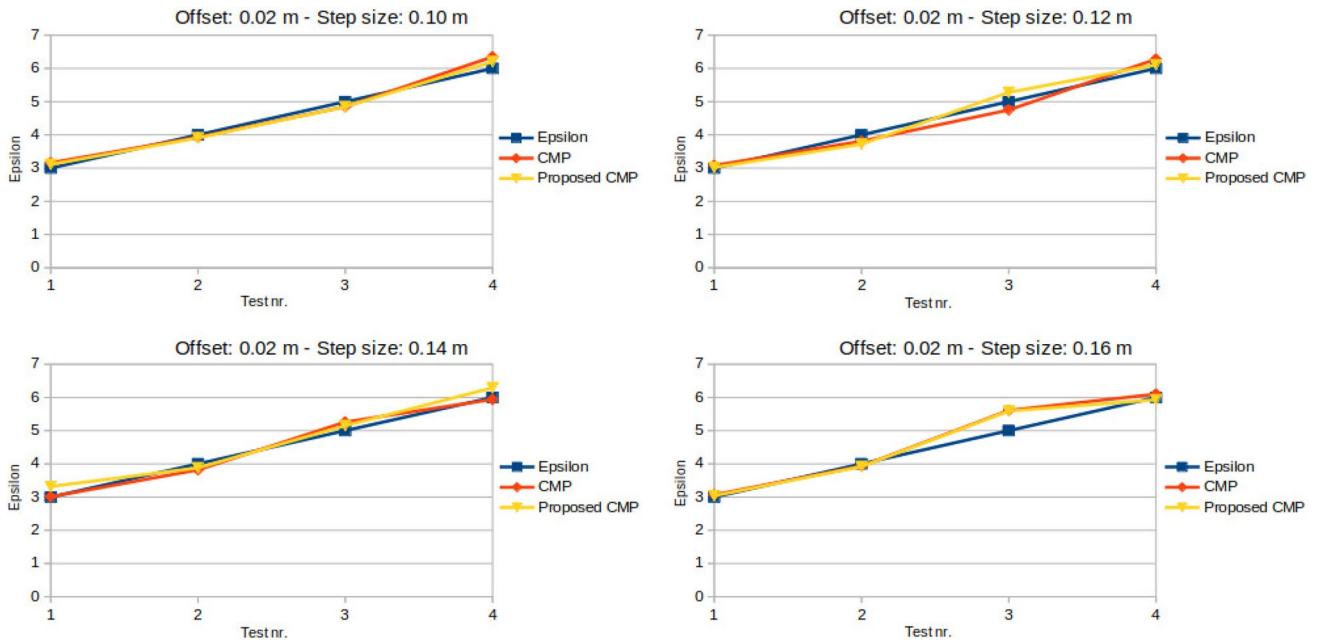 Offset: 0.02 m - Step size: 0.10 m
7
6
5
4
3
2
1
0
Epsilon
1 2 3 4
Test nr.
Epsilon
CMP
Proposed CMP
Offset: 0.02 m - Step size: 0.12 m
7
6
5
4
3
2
1
0
Epsilon
1 2 3 4
Test nr.
Epsilon
CMP
Proposed CMP
Offset: 0.02 m - Step size: 0.14 m
7
6
5
4
3
2
1
0
Epsilon
1 2 3 4
Test nr.
Epsilon
CMP
Proposed CMP
Offset: 0.02 m - Step size: 0.16 m
7
6
5
4
3
2
1
0
Epsilon
1 2 3 4
Test nr.
Epsilon
CMP
Proposed CMP